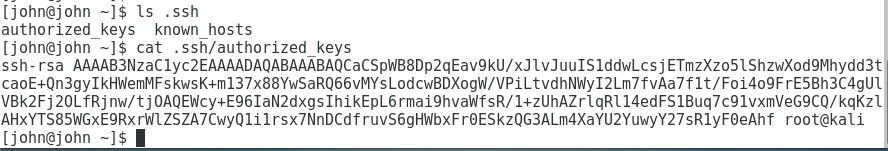 [john@john ~]$ ls .ssh
authorized_keys  known_hosts
[john@john ~]$ cat .ssh/authorized_keys
ssh-rsa AAAAB3NzaC1yc2EAAAADAQABAAABAQCaCSpWB8Dp2qEav9kU/xJlvJuuIS1ddwLcsjETmzXzo5lShzwXod9Mhydd3t
caoE+Qn3gyIkHWemMFskwsK+m137x88YwSaRQ66vMYsLodcwBDXogW/VPiLtvdhNWyI2Lm7fvAa7f1t/Foi4o9FrE5Bh3C4gUl
VBk2Fj2OLfRjnw/tjOAQEWcy+E96IaN2dxgsIhikEpL6rmai9hvaWfsR/1+zUhAZrlqRl14edFS1Buq7c91vxmVeG9CQ/kqKzl
AHxYTS85WGxE9RxrWlZSZA7CwyQ1i1rsx7NnDCdfruvS6gHWbxFr0ESkzQG3ALm4XaYU2YuwyY27sR1yF0eAhf root@kali
[john@john ~]$